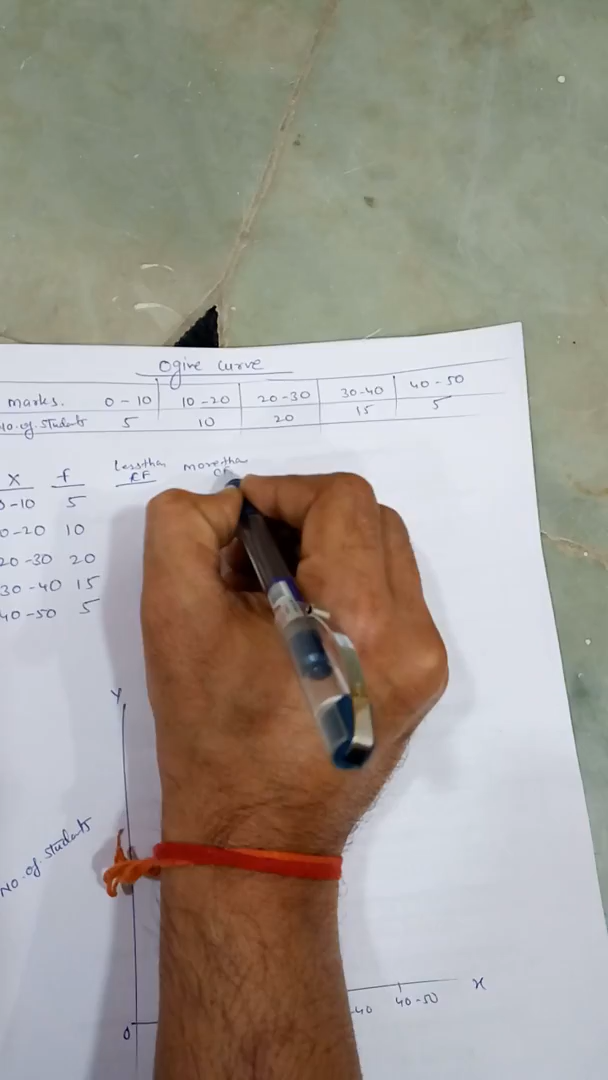 Ogive curve
marks. 0-10 10-20 20-30 30-40 40-50
No. of. students 5 10 20 15 5
X f Less than CF more than CF
0-10 5
0-20 10
20-30 20
30-40 15
40-50 5
Y
No. of. students
0 -40 40-50 x